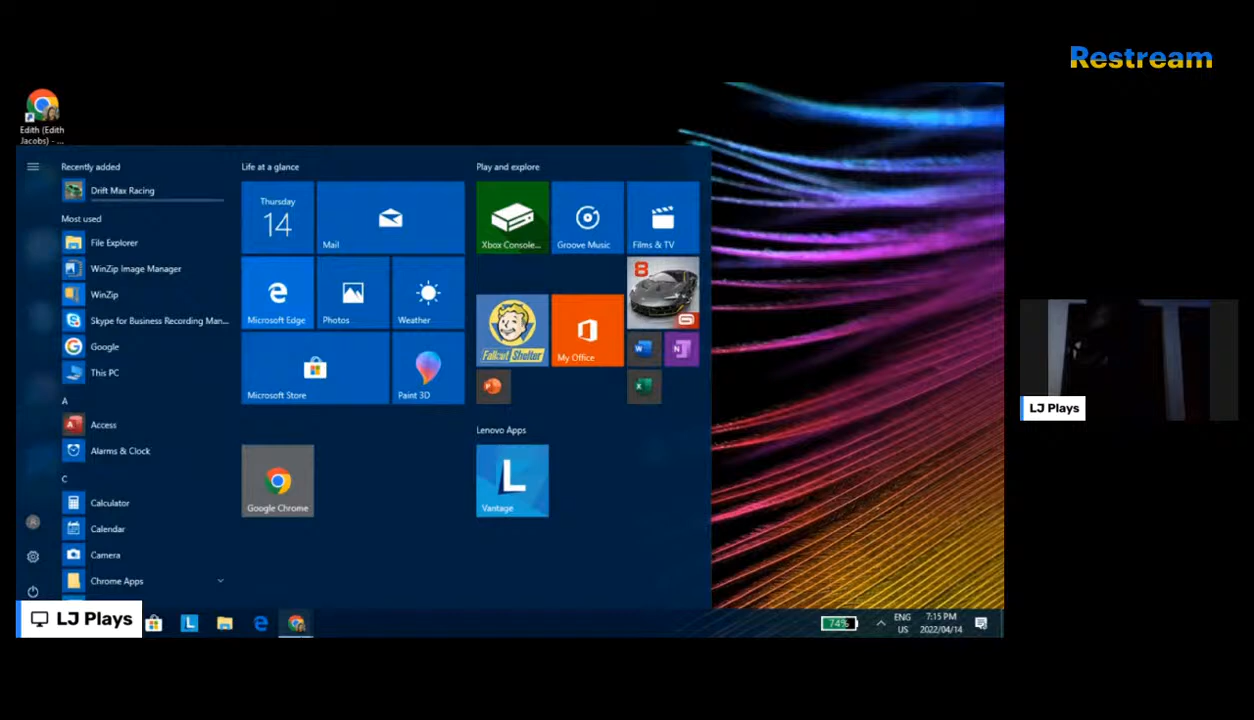 Restream
Edith (Edith
Jacobs) - ...
Recently added
Drift Max Racing
Most used
File Explorer
WinZip Image Manager
WinZip
Skype for Business Recording Man...
Google
This PC
A
Access
Alarms & Clock
C
Calculator
Calendar
Camera
Chrome Apps
Life at a glance
Thursday
14
Mail
Microsoft Edge
Photos
Weather
Microsoft Store
Paint 3D
Google Chrome
Play and explore
Xbox Console...
Groove Music
Films & TV
8
Fallout Shelter
My Office
Lenovo Apps
L
Vantage
LJ Plays
L
74%
ENG
US
7:15 PM
2022/04/14
LJ Plays